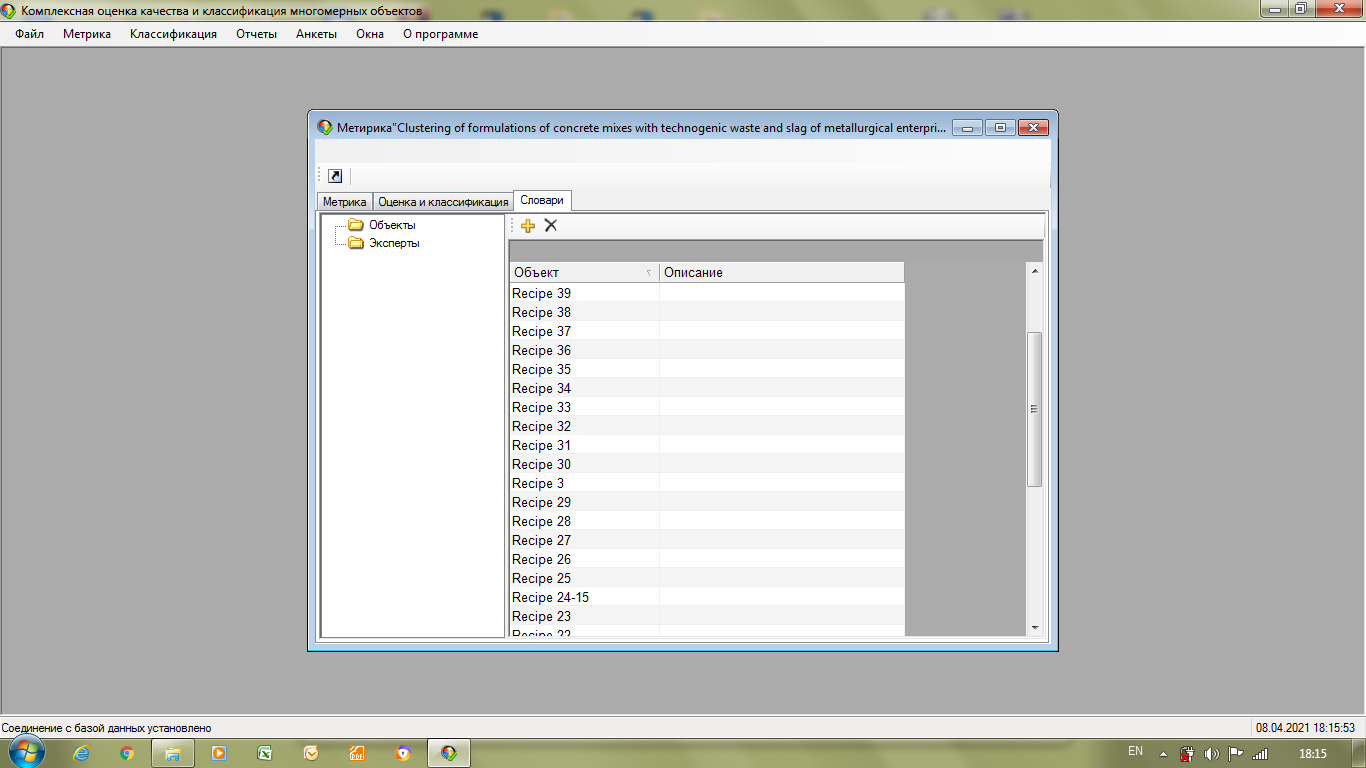 Комплексная оценка качества и классификация многомерных объектов
Файл Метрика Классификация Отчеты Анкеты Окна О программе
Метирика"Clustering of formulations of concrete mixes with technogenic waste and slag of metallurgical enterpri...
Метрика Оценка и классификация Словари
Объекты
Эксперты
Объект Описание
Recipe 39
Recipe 38
Recipe 37
Recipe 36
Recipe 35
Recipe 34
Recipe 33
Recipe 32
Recipe 31
Recipe 30
Recipe 3
Recipe 29
Recipe 28
Recipe 27
Recipe 26
Recipe 25
Recipe 24-15
Recipe 23
Recipe 22
Соединение с базой данных установлено 08.04.2021 18:15:53
EN 18:15